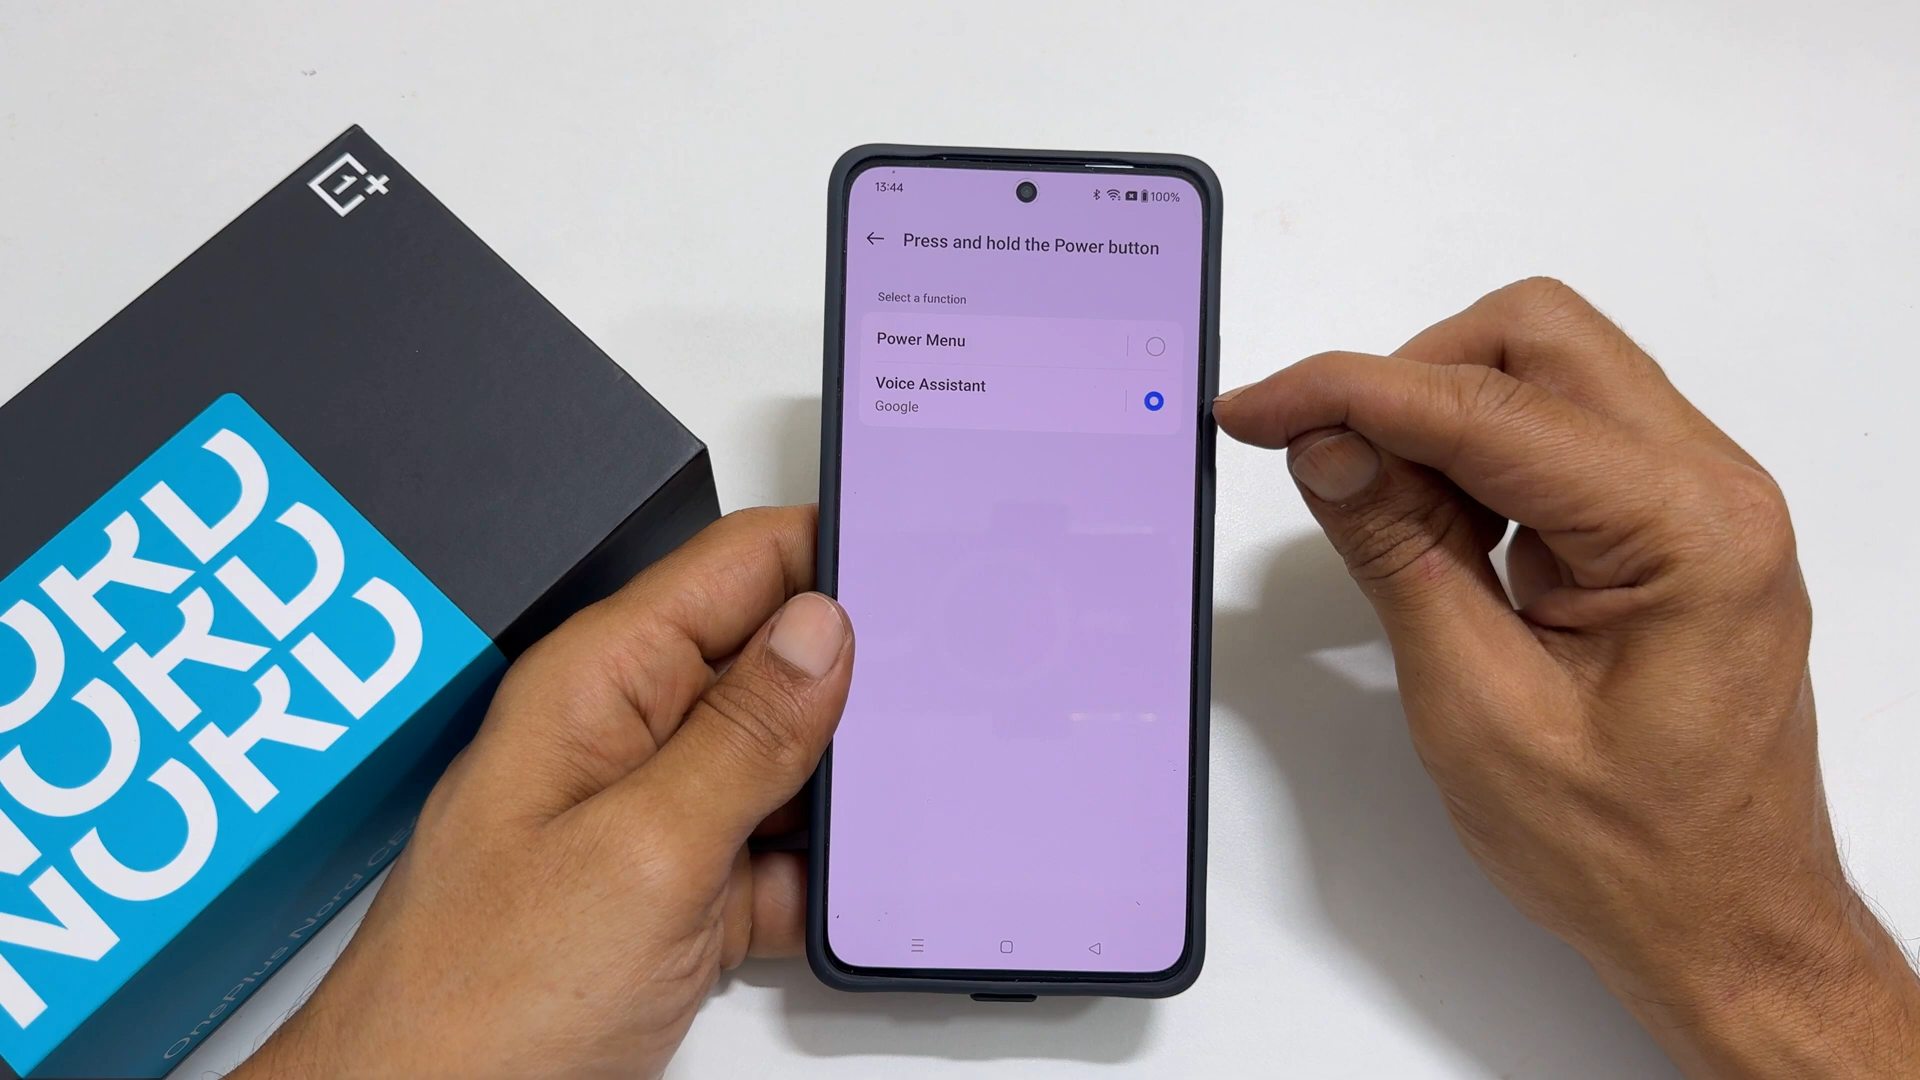 13:44
100%
Press and hold the Power button
Select a function
Power Menu
Voice Assistant
Google
NORD
NORD
NORD
OnePlus Nord CE